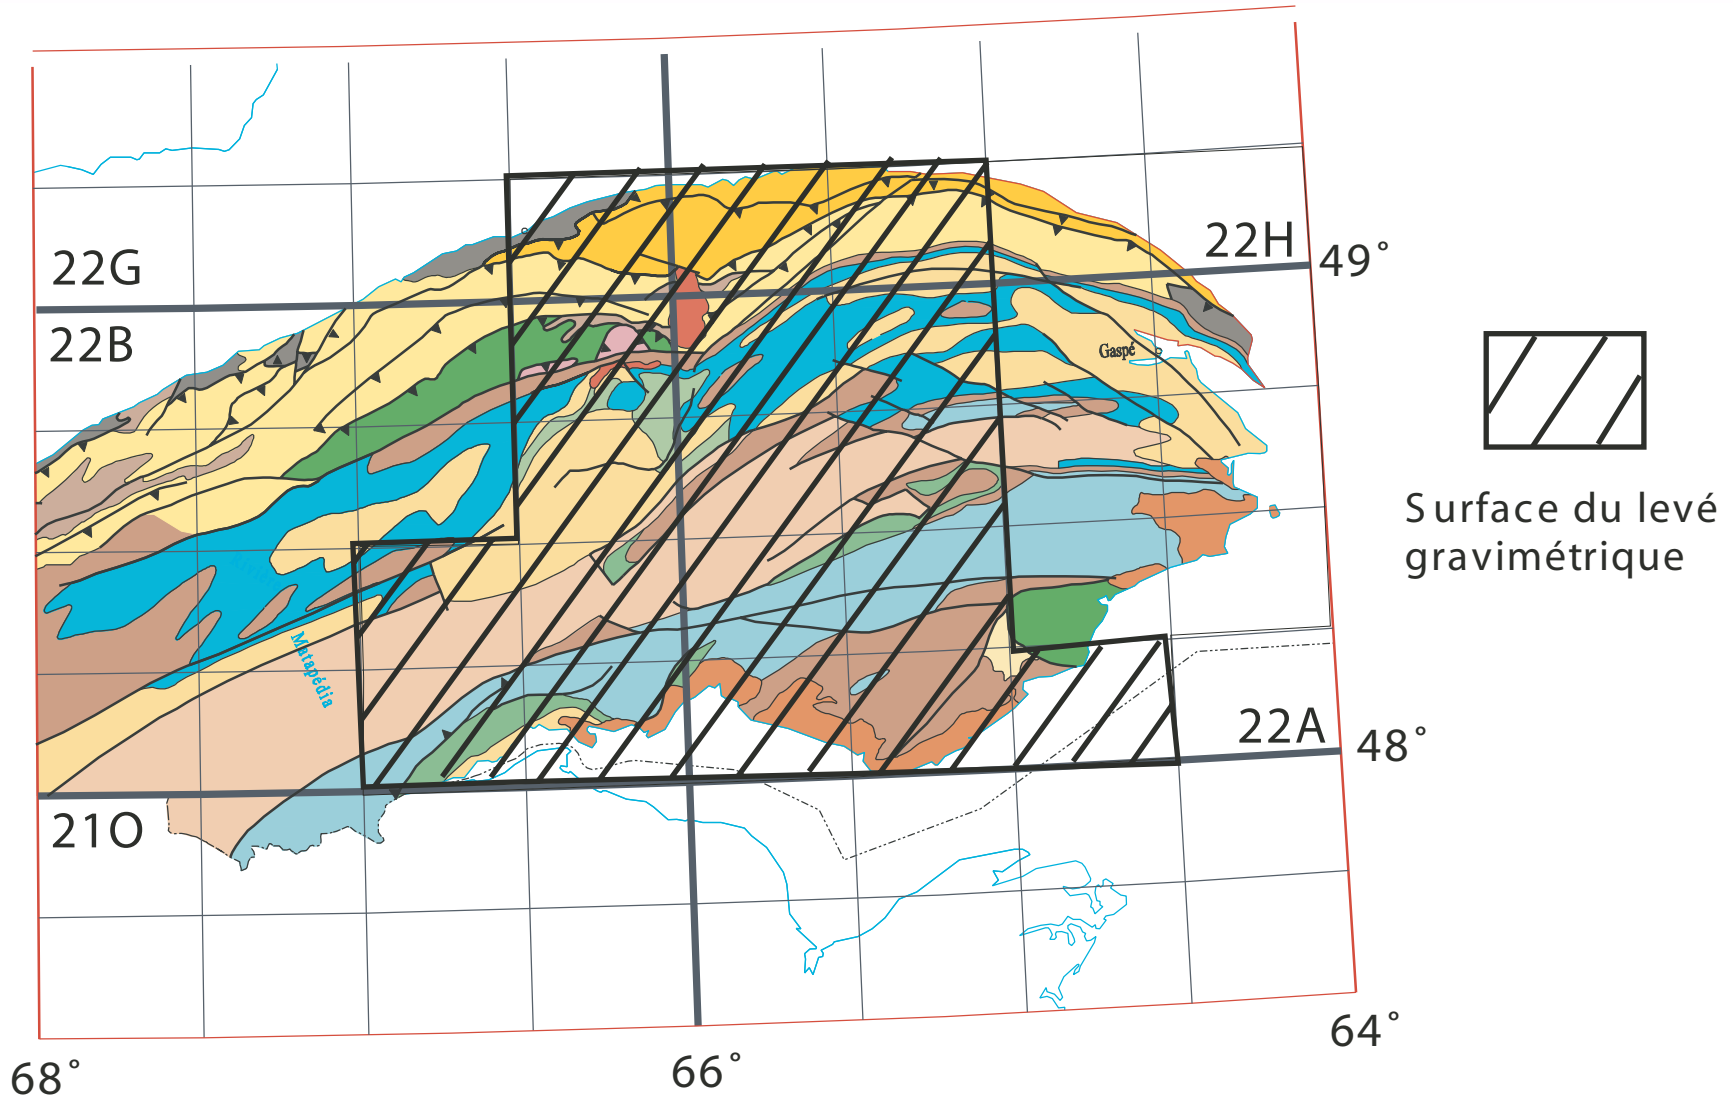 22G
22H
49°
22B
Gaspé
Surface du levé
gravimétrique
Matapédia
22A
48°
21O
64°
66°
68°